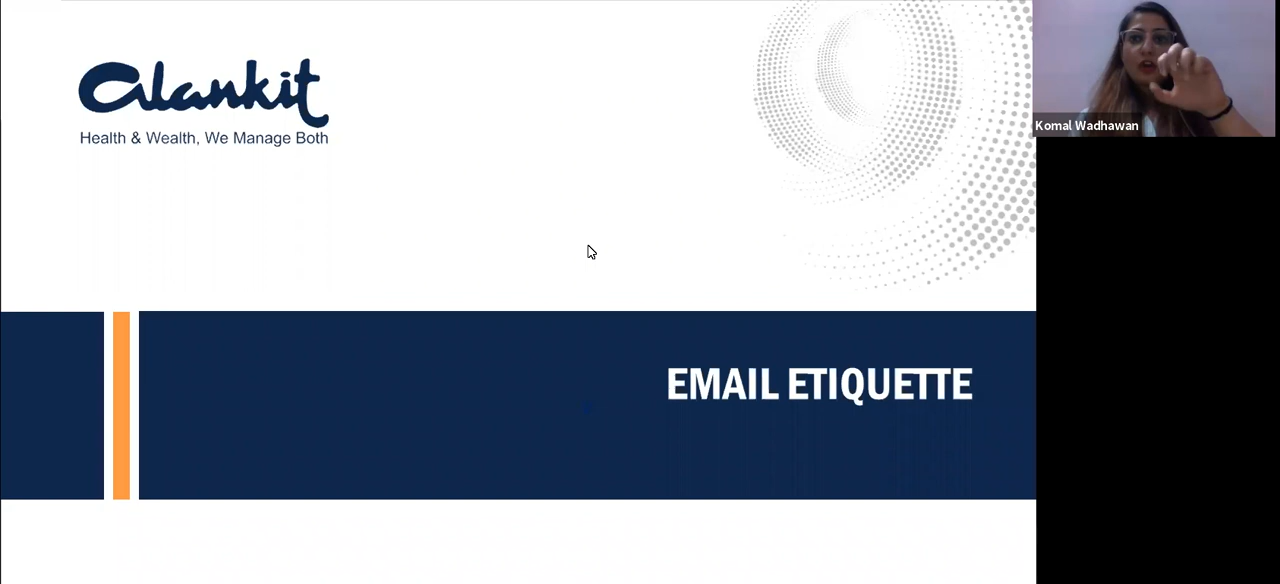 Alankit
Health & Wealth, We Manage Both
Komal Wadhawan
EMAIL ETIQUETTE